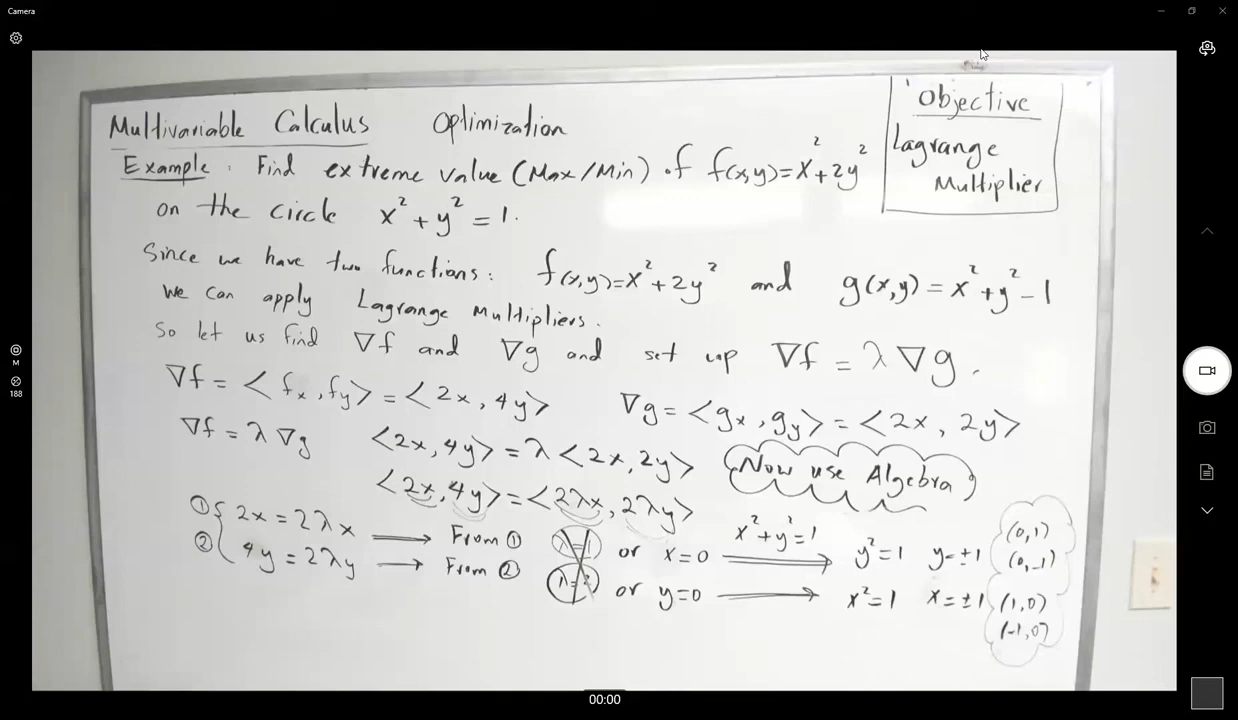 Camera
Multivariable Calculus Optimization
Objective
Lagrange
Multiplier
Example: Find extreme value (Max/Min) of f(x,y)=x²+2y²
on the circle x²+y²=1.
Since we have two functions: f(x,y)=x²+2y² and g(x,y)=x²+y²-1
We can apply Lagrange Multipliers.
So let us find ∇f and ∇g and set up ∇f = λ∇g.
∇f = <fx, fy> = <2x, 4y> ∇g = <gx, gy> = <2x, 2y>
∇f = λ∇g <2x, 4y> = λ<2x, 2y> Now use Algebra
<2x, 4y> = <2λx, 2λy>
① 2x = 2λx → From ① λ=1 or x=0 x²+y²=1 ⟹ y²=1 y=±1 (0,1)
(0,-1)
② 4y = 2λy → From ② λ=2 or y=0 ⟹ x²=1 x=±1 (1,0)
(-1,0)
M
188
00:00